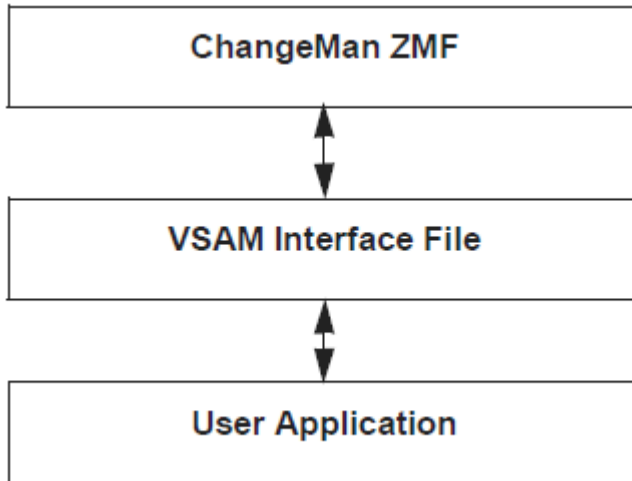 ChangeMan ZMF
VSAM Interface File
User Application